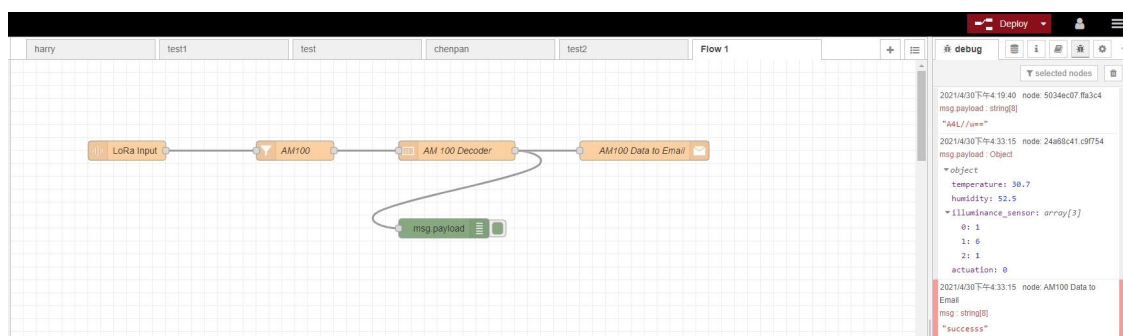 Deploy
harry
test1
test
chenpan
test2
Flow 1
debug
i
selected nodes
LoRa Input
AM100
AM 100 Decoder
AM100 Data to Email
msg.payload
2021/4/30下午4:19:40 node: 5034ec07.ffa3c4
msg.payload : string[8]
"A4L//w=="
2021/4/30下午4:33:15 node: 24a68c41.c9f754
msg.payload : Object
object
temperature: 30.7
humidity: 52.5
illuminance_sensor: array[3]
0: 1
1: 6
2: 1
actuation: 0
2021/4/30下午4:33:15 node: AM100 Data to
Email
msg : string[8]
"successs"